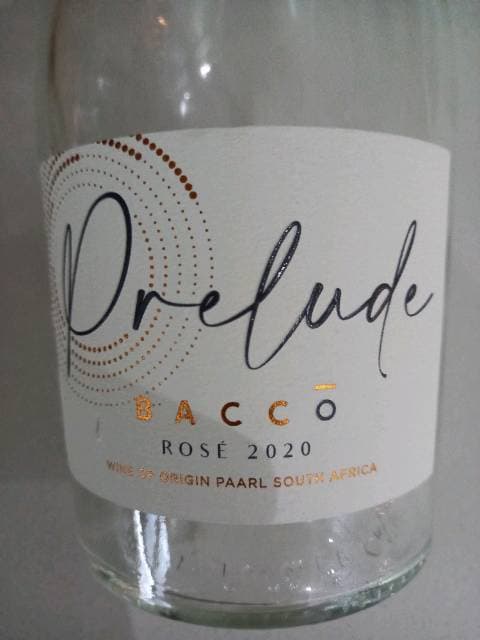 Prelude
BACCŌ
ROSÉ 2020
WINE OF ORIGIN PAARL SOUTH AFRICA